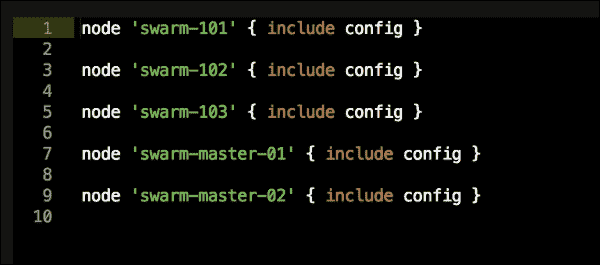 1 node 'swarm-101' { include config }
2
3 node 'swarm-102' { include config }
4
5 node 'swarm-103' { include config }
6
7 node 'swarm-master-01' { include config }
8
9 node 'swarm-master-02' { include config }
10